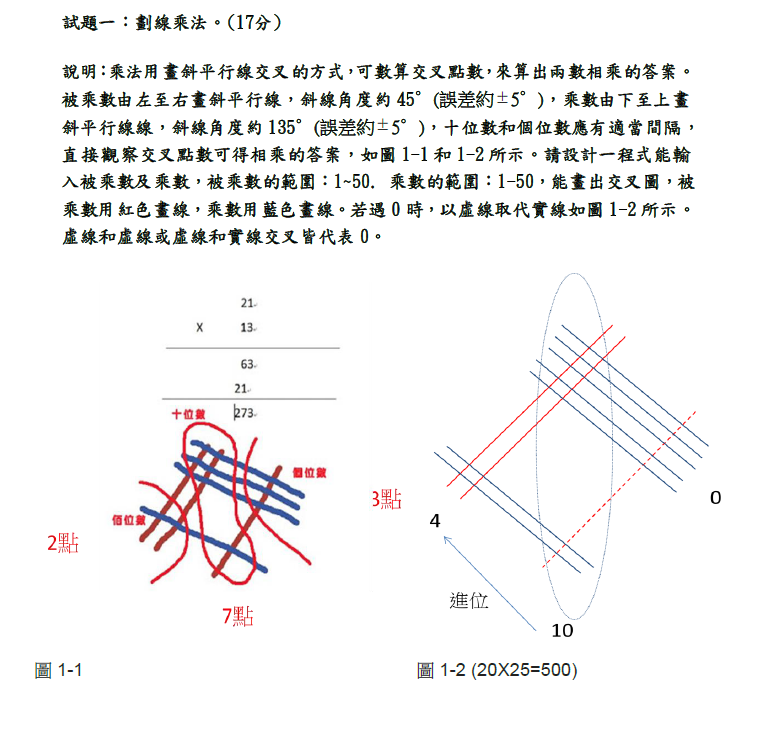 試題一：劃線乘法。(17分)
說明：乘法用畫斜平行線交叉的方式，可數算交叉點數，來算出兩數相乘的答案。
被乘數由左至右畫斜平行線，斜線角度約 45° (誤差約±5° )，乘數由下至上畫
斜平行線線，斜線角度約 135° (誤差約±5° )，十位數和個位數應有適當間隔，
直接觀察交叉點數可得相乘的答案，如圖 1-1 和 1-2 所示。請設計一程式能輸
入被乘數及乘數，被乘數的範圍：1~50. 乘數的範圍：1-50，能畫出交叉圖，被
乘數用紅色畫線，乘數用藍色畫線。若遇 0 時，以虛線取代實線如圖 1-2 所示。
虛線和虛線或虛線和實線交叉皆代表 0。
21
X 13
63
21
273
十位數
個位數
佰位數
2點
7點
3點
4
0
進位
10
圖 1-1
圖 1-2 (20X25=500)